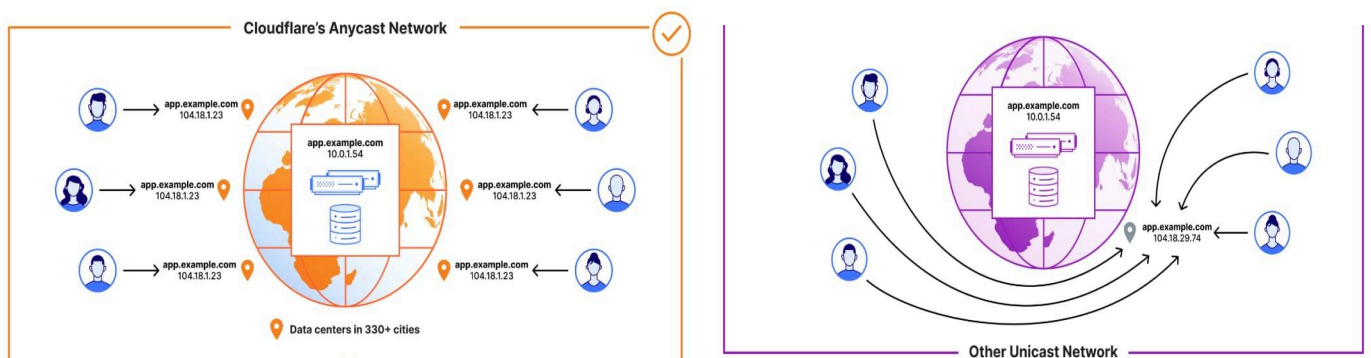 Cloudflare's Anycast Network
app.example.com
104.18.1.23
app.example.com
104.18.1.23
app.example.com
10.0.1.54
app.example.com
104.18.1.23
app.example.com
104.18.1.23
app.example.com
104.18.1.23
app.example.com
104.18.1.23
Data centers in 330+ cities
app.example.com
10.0.1.54
app.example.com
104.18.29.74
Other Unicast Network